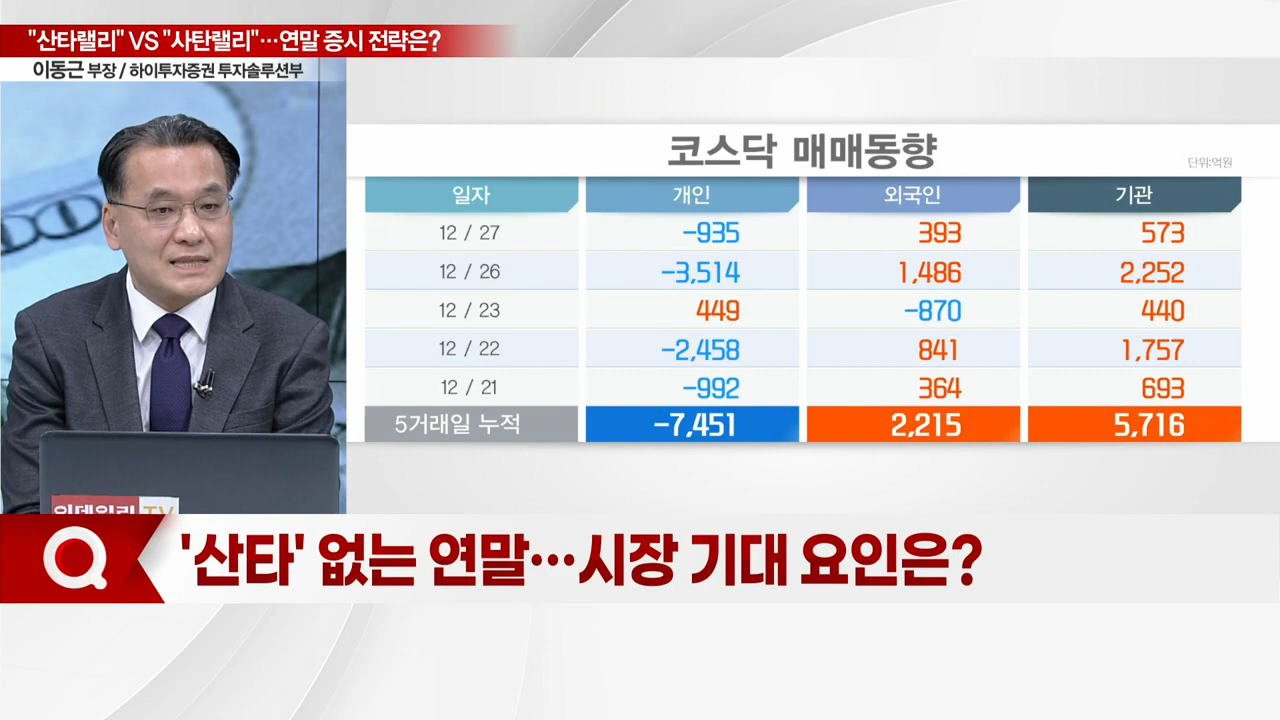 "산타랠리" VS "사탄랠리"…연말 증시 전략은?
이동근 부장 / 하이투자증권 투자솔루션부
코스닥 매매동향
단위:억원
일자 개인 외국인 기관
12 / 27 -935 393 573
12 / 26 -3,514 1,486 2,252
12 / 23 449 -870 440
12 / 22 -2,458 841 1,757
12 / 21 -992 364 693
5거래일 누적 -7,451 2,215 5,716
이데일리 TV
'산타' 없는 연말…시장 기대 요인은?